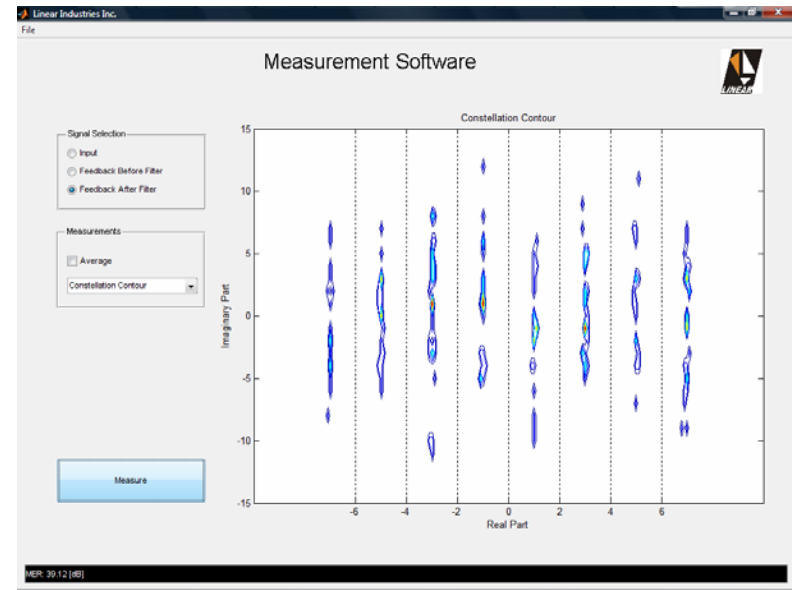 Linear Industries Inc.
File
Measurement Software
LINEAR
Signal Selection
Input
Feedback Before Filter
Feedback After Filter
Measurements
Average
Constellation Contour
Measure
Constellation Contour
15
10
5
0
-5
-10
-15
Imaginary Part
-6 -4 -2 0 2 4 6
Real Part
MER: 39.12 [dB]